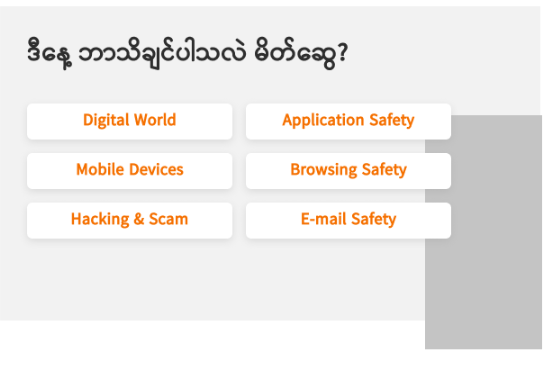 ဒီနေ့ ဘာသိချင်ပါသလဲ မိတ်ဆွေ?
Digital World
Application Safety
Mobile Devices
Browsing Safety
Hacking & Scam
E-mail Safety